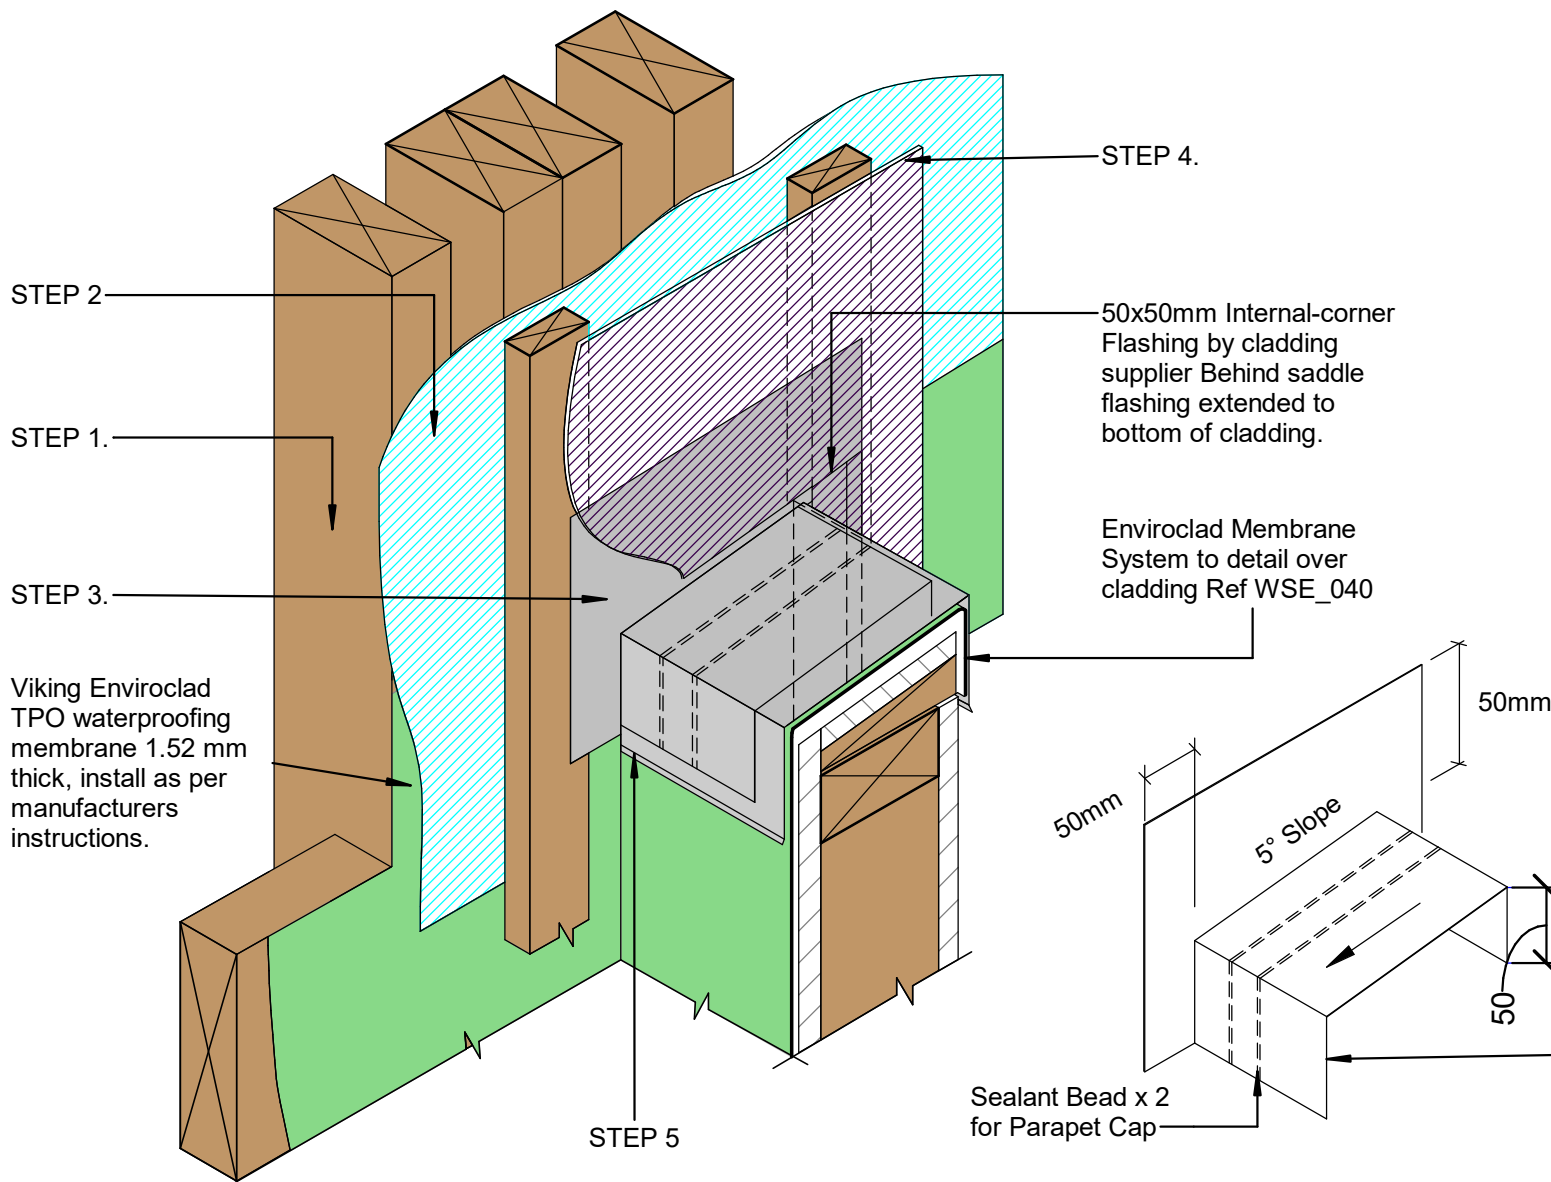 STEP 4.
STEP 2
50x50mm Internal-corner
Flashing by cladding
supplier Behind saddle
flashing extended to
bottom of cladding.
STEP 1.
Enviroclad Membrane
System to detail over
cladding Ref WSE_040
STEP 3.
Viking Enviroclad
TPO waterproofing
membrane 1.52 mm
thick, install as per
manufacturers
instructions.
50mm
50mm
5° Slope
50
Sealant Bead x 2
for Parapet Cap
STEP 5